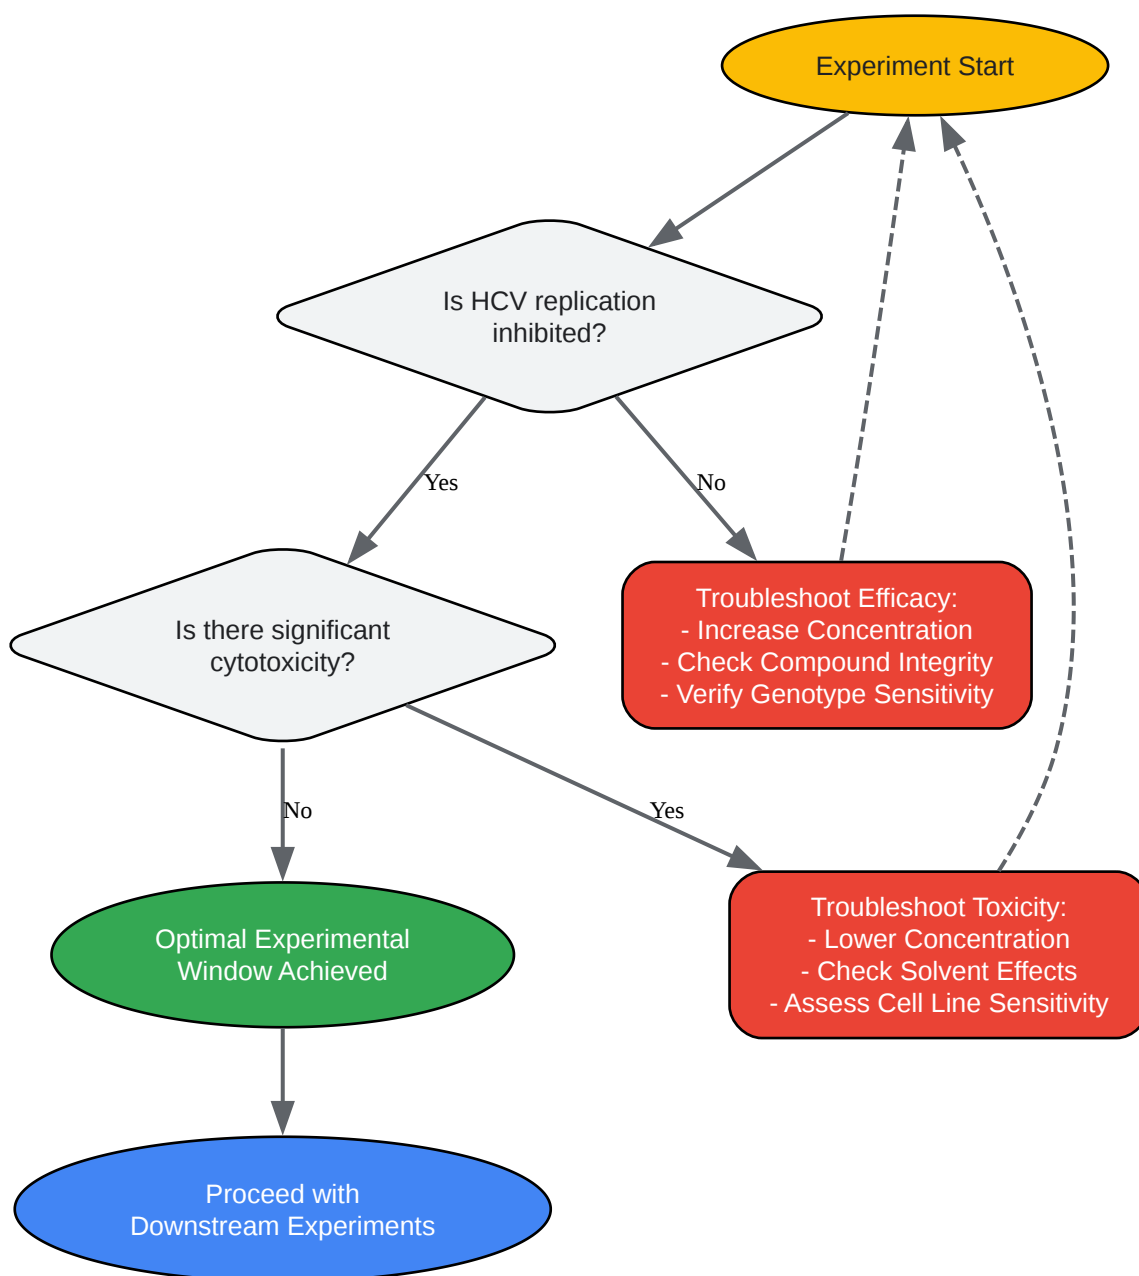 Experiment Start
Is HCV replication
inhibited?
Yes
No
Is there significant
cytotoxicity?
Troubleshoot Efficacy:
- Increase Concentration
- Check Compound Integrity
- Verify Genotype Sensitivity
No
Yes
Optimal Experimental
Window Achieved
Troubleshoot Toxicity:
- Lower Concentration
- Check Solvent Effects
- Assess Cell Line Sensitivity
Proceed with
Downstream Experiments